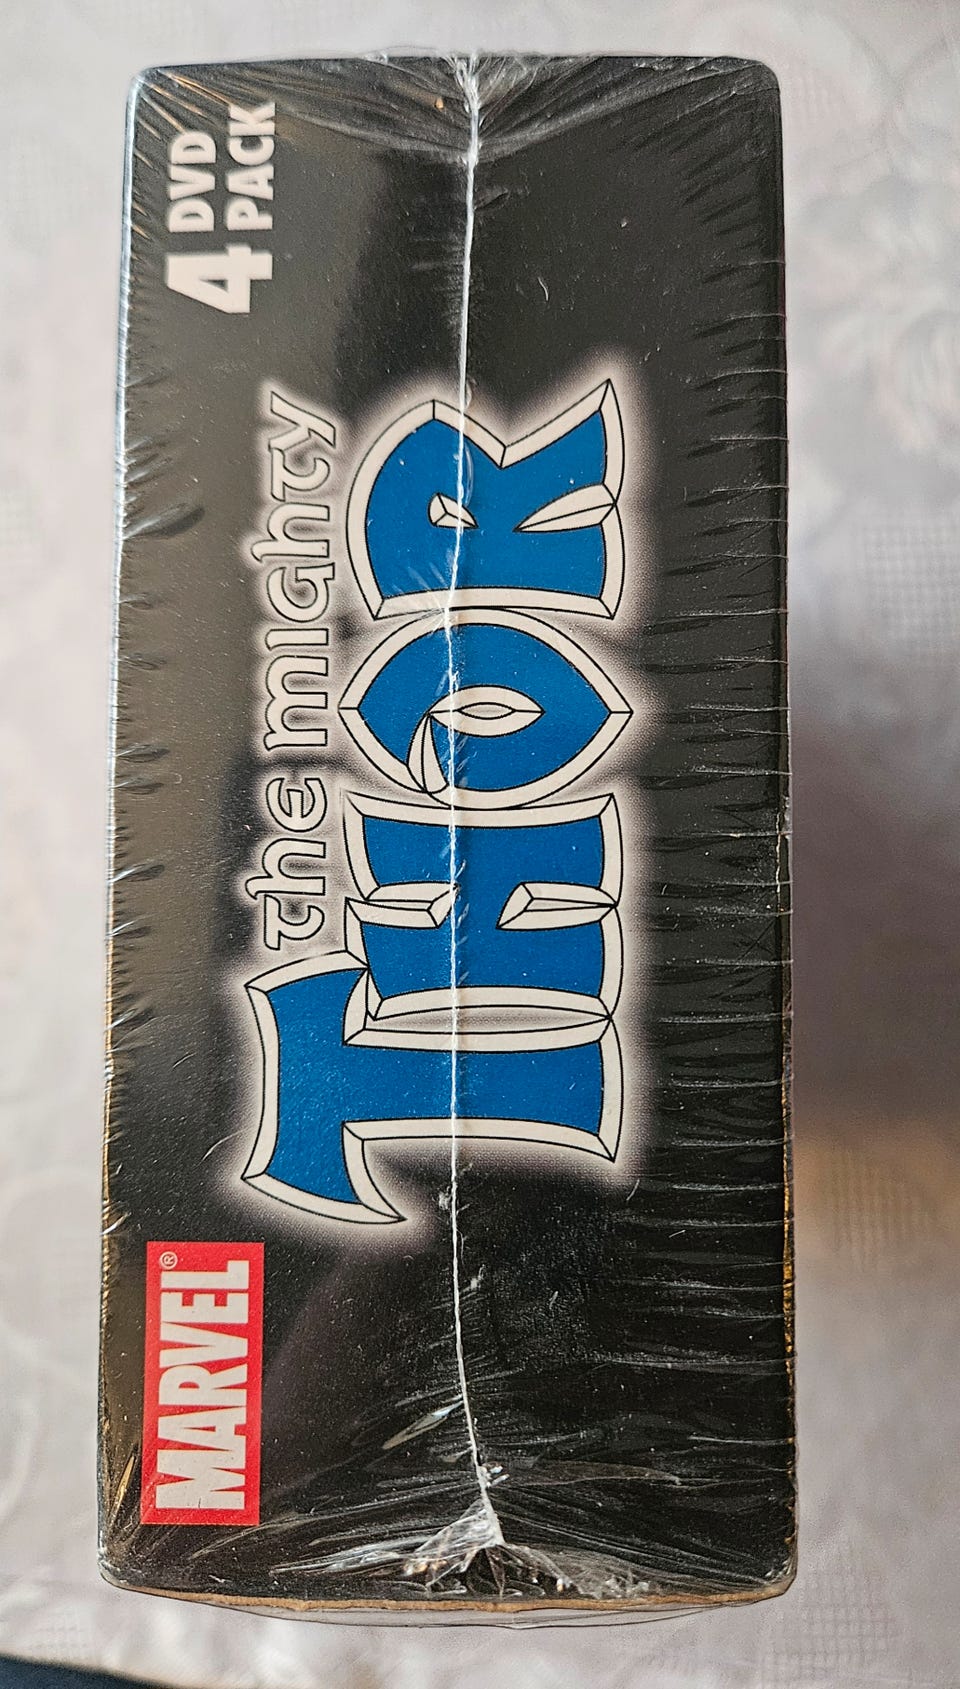 MARVEL®
the mighty
THOR
4 DVD
PACK